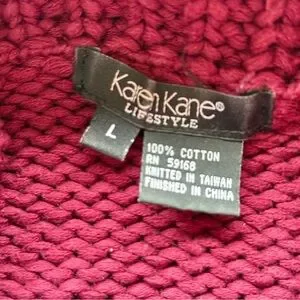 Karen Kane®
LIFESTYLE
L
100% COTTON
RN 59168
KNITTED IN TAIWAN
FINISHED IN CHINA